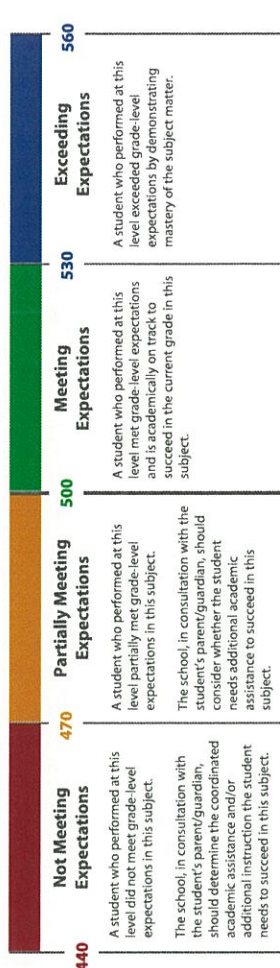 440
Not Meeting
Expectations
A student who performed at this
level did not meet grade-level
expectations in this subject.
The school, in consultation with
the student's parent/guardian,
should determine the coordinated
academic assistance and/or
additional instruction the student
needs to succeed in this subject.
470
Partially Meeting
Expectations
A student who performed at this
level partially met grade-level
expectations in this subject.
The school, in consultation with the
student's parent/guardian, should
consider whether the student
needs additional academic
assistance to succeed in this
subject.
500
Meeting
Expectations
A student who performed at this
level met grade-level expectations
and is academically on track to
succeed in the current grade in this
subject.
530
Exceeding
Expectations
A student who performed at this
level exceeded grade-level
expectations by demonstrating
mastery of the subject matter.
560